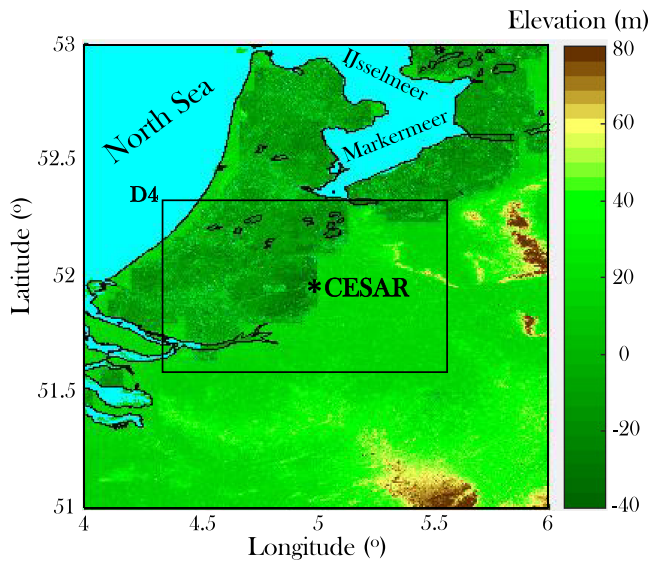 Elevation (m)
53
80
IJsselmeer
North Sea
Markermeer
60
52.5
D4
40
Latitude (º)
52
*CESAR
20
0
51.5
-20
51
-40
4
4.5
5
5.5
6
Longitude (º)